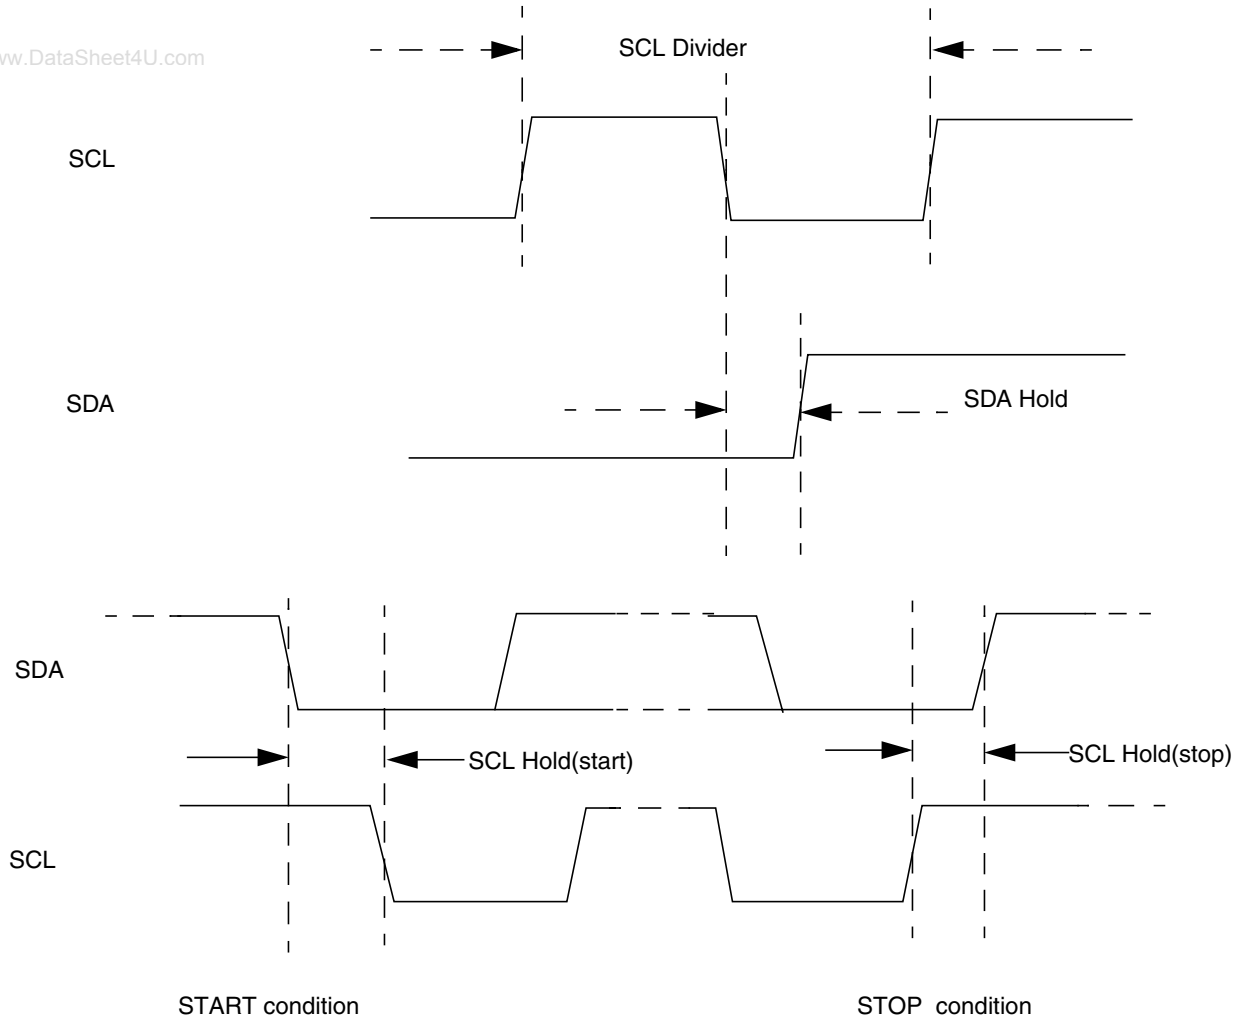 SCL Divider
ww.DataSheet4U.com
SCL
SDA
SDA Hold
SDA
SCL Hold(start)
SCL Hold(stop)
SCL
START condition
STOP condition